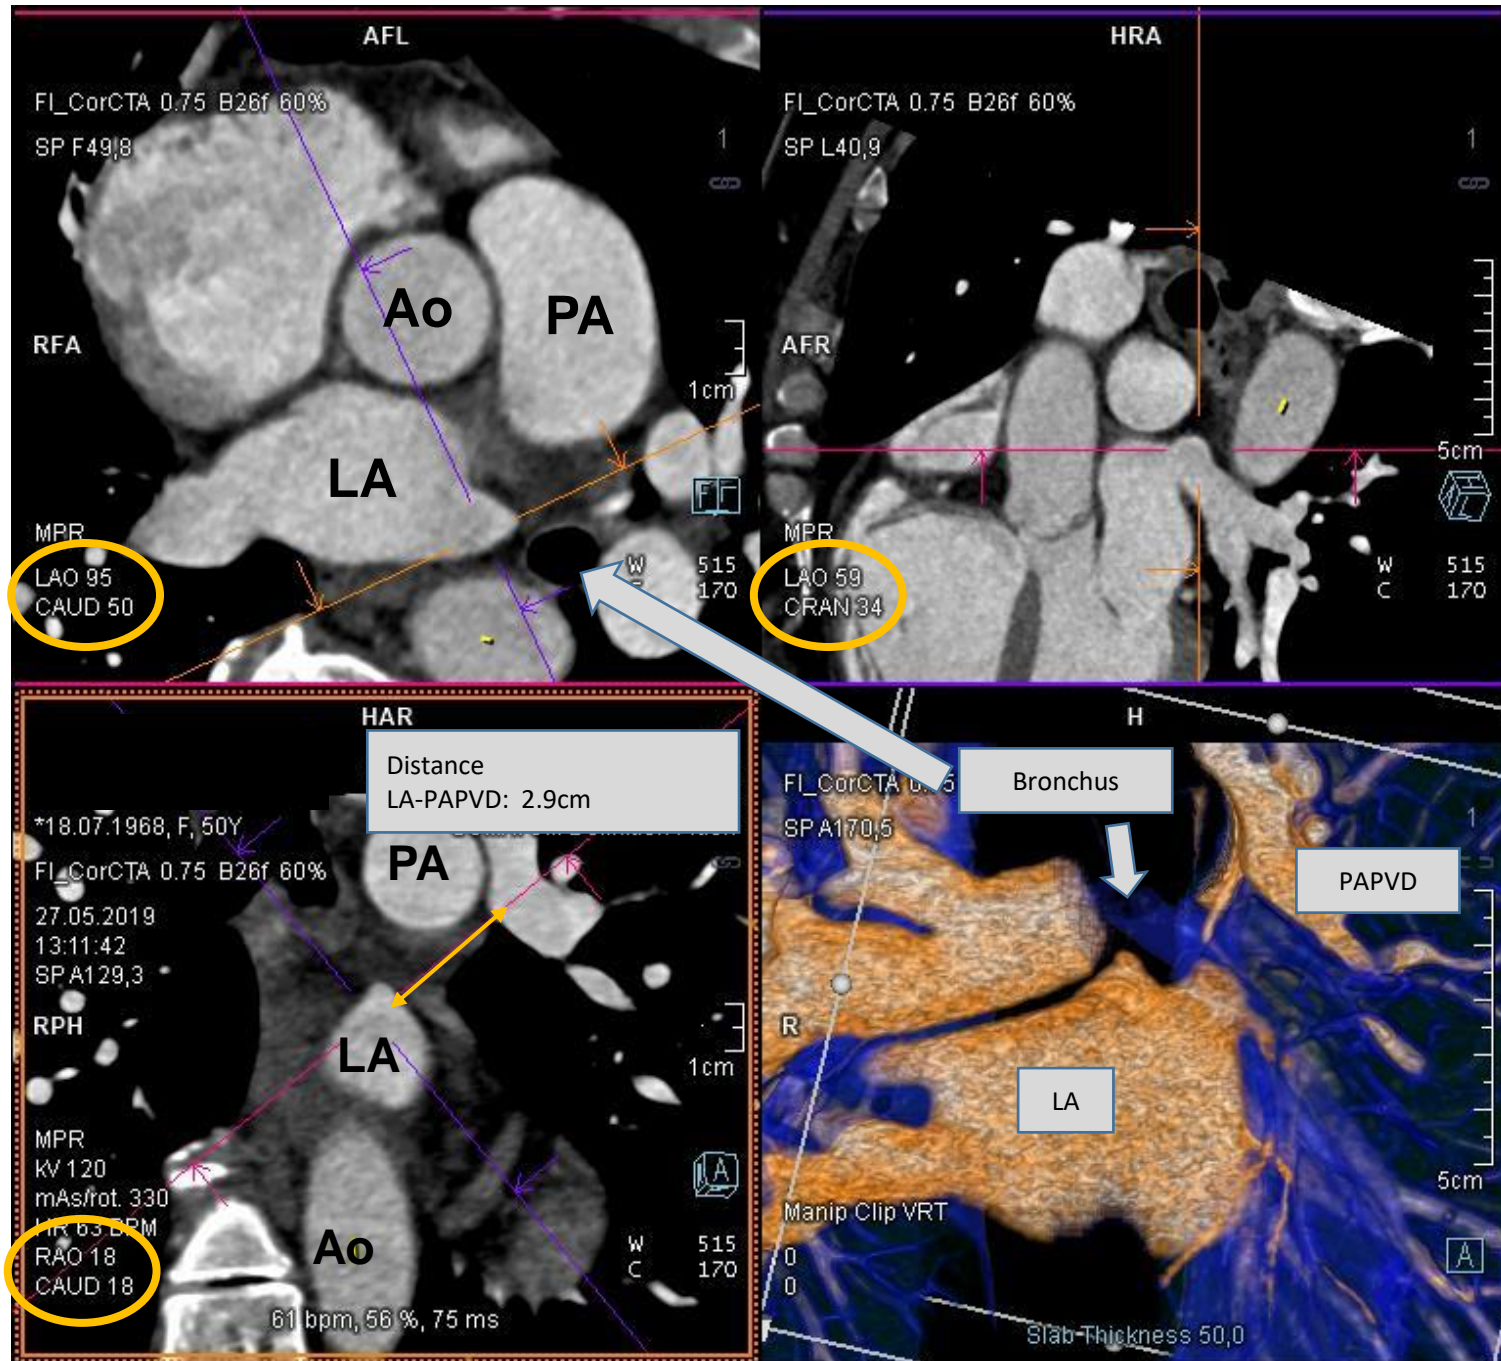 AFL
FI_CorCTA 0.75 B26f 60%
SP F49,8
1
Ao
PA
RFA
1cm
LA
MPR
LAO 95
CAUD 50
W 515
170
HRA
FI_CorCTA 0.75 B26f 60%
SP L40,9
1
AFR
5cm
MPR
LAO 59
CRAN 34
W 515
C 170
HAR
Distance
LA-PAPVD: 2.9cm
*18.07.1968, F, 50Y
PA
FI_CorCTA 0.75 B26f 60%
27.05.2019
13:11:42
SP A129,3
RPH
LA
1cm
A
MPR
kV 120
mAs/rot. 330
HR 63 BPM
RAO 18
CAUD 18
Ao
W 515
C 170
61 bpm, 56 %, 75 ms
H
Bronchus
FI_CorCTA
SP A170,5
1
PAPVD
R
LA
5cm
Manip Clip VRT
0
0
A
Slab Thickness 50,0